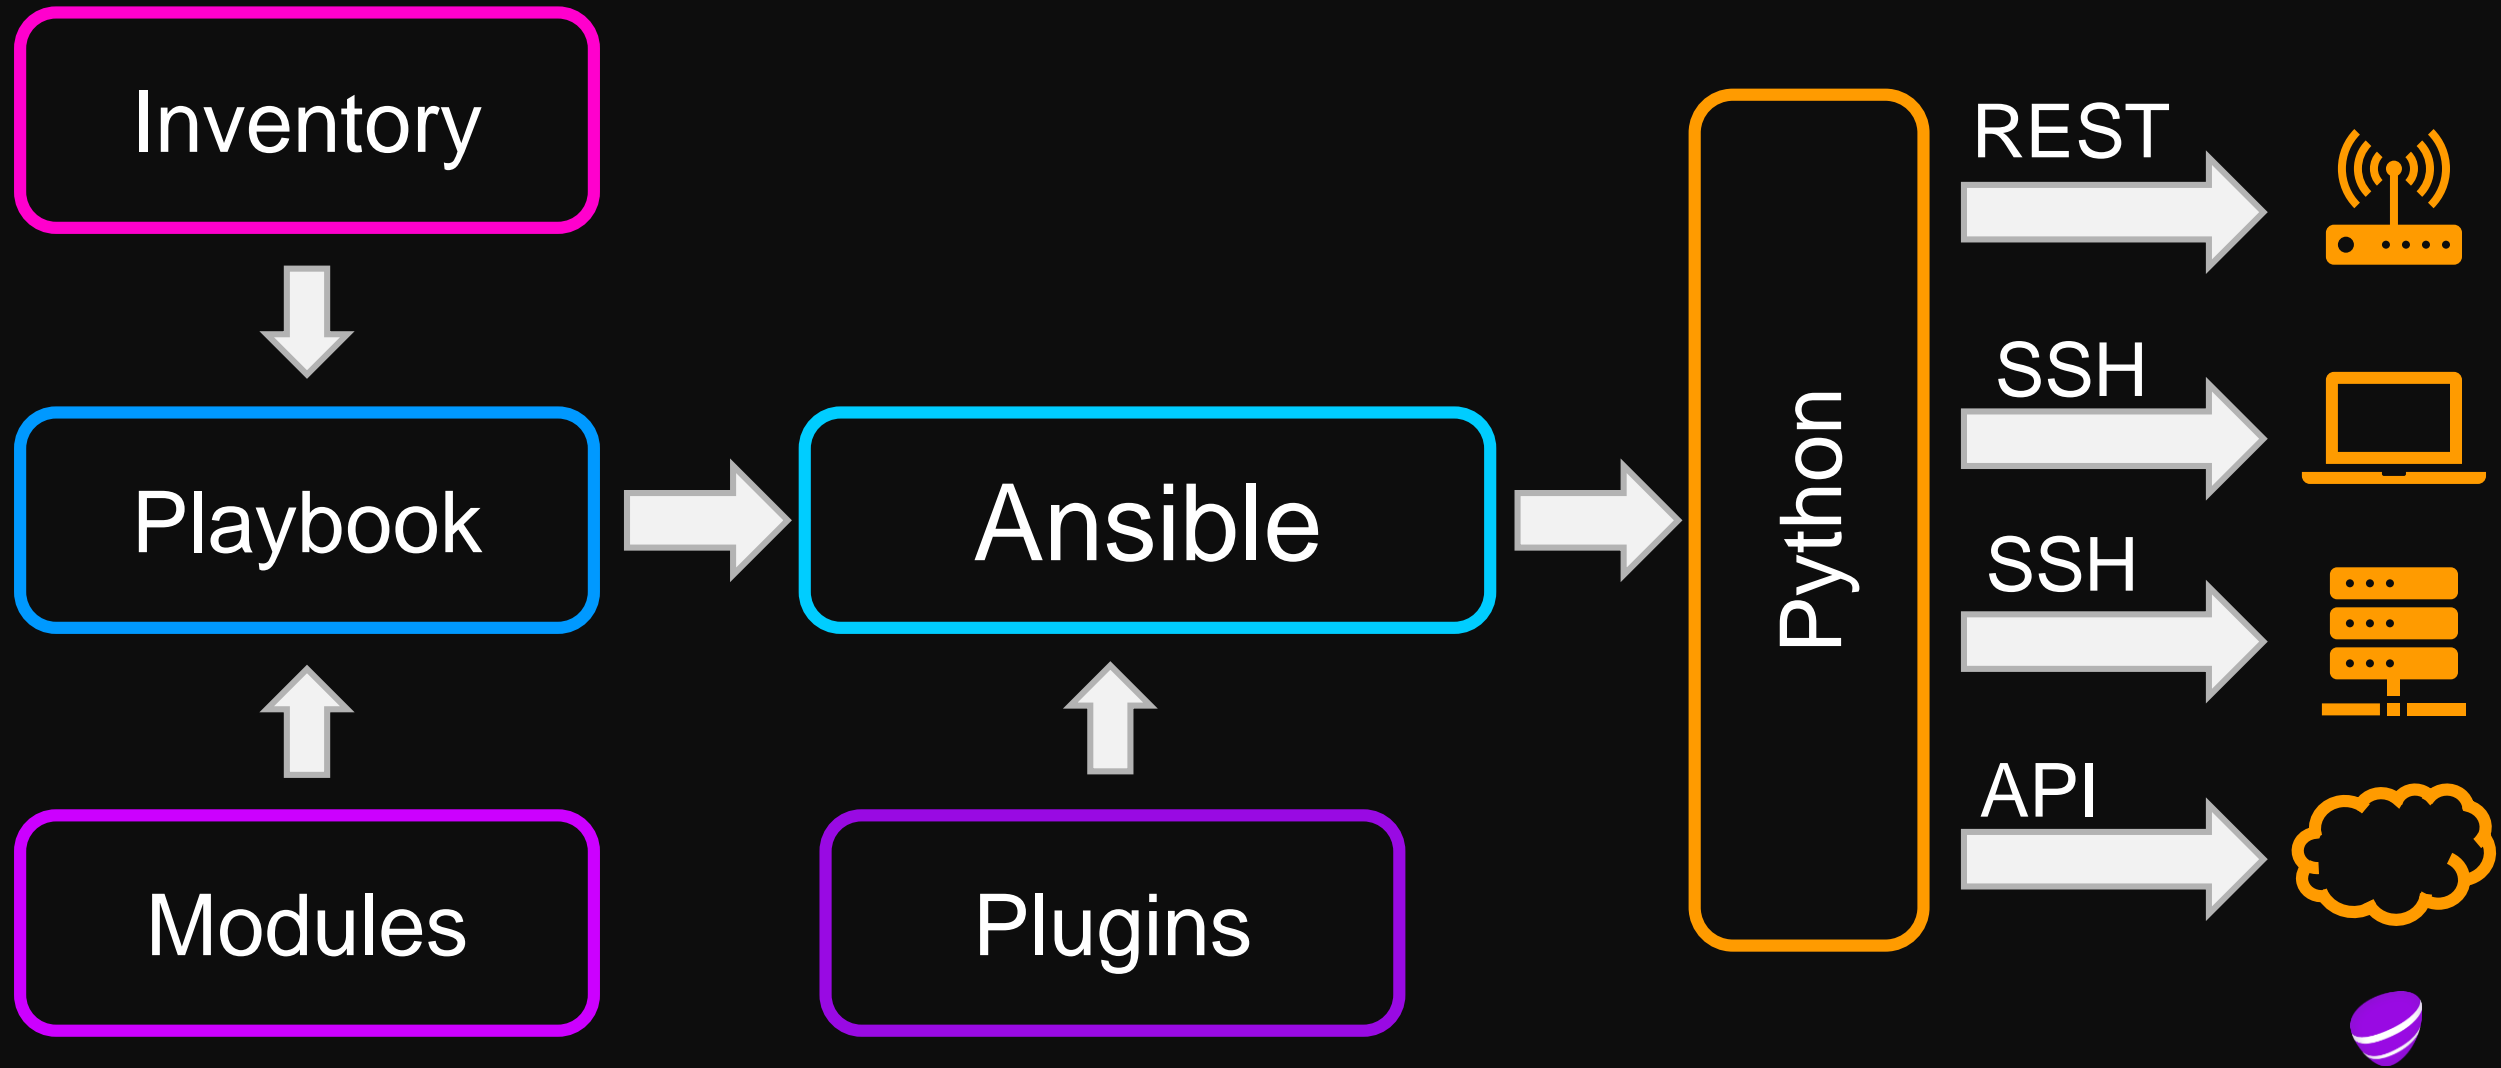 Inventory
Playbook
Modules
Ansible
Plugins
Python
REST
SSH
SSH
API